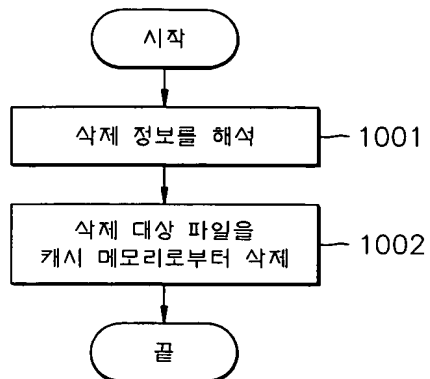 시작
삭제 정보를 해석
1001
삭제 대상 파일을
캐시 메모리로부터 삭제
1002
끝